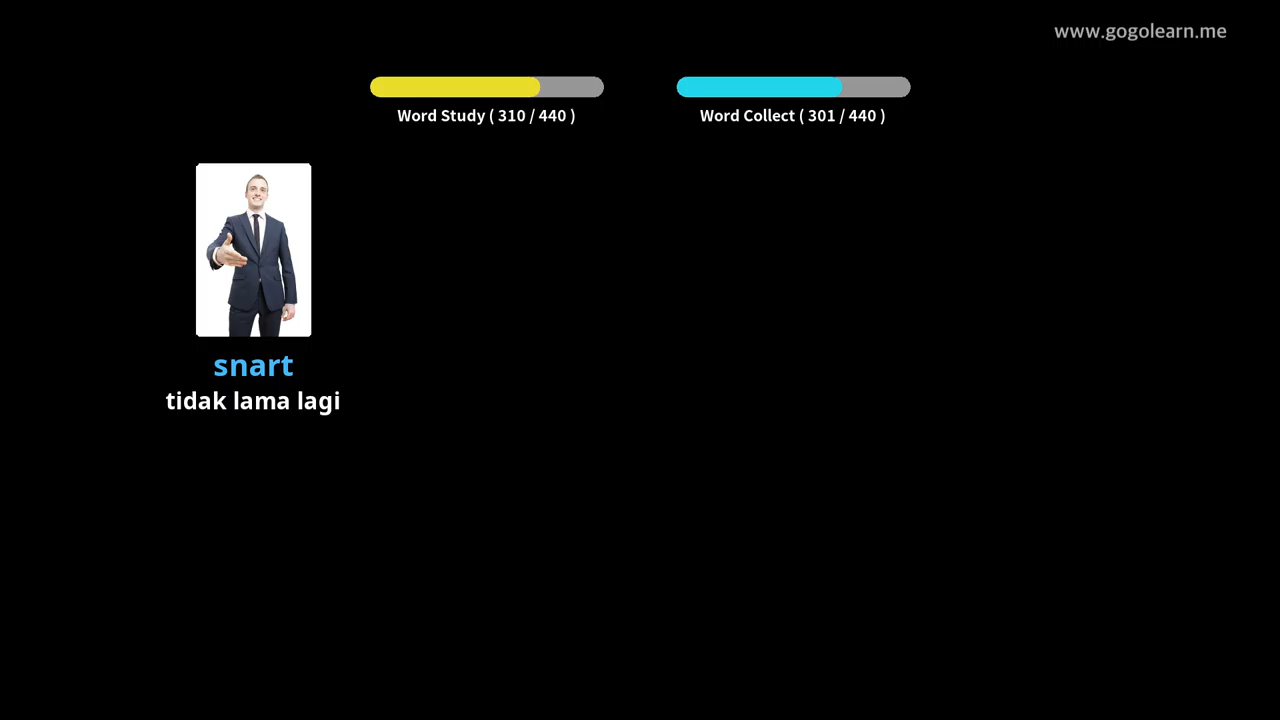 www.gogolearn.me
Word Study ( 310 / 440 )
Word Collect ( 301 / 440 )
snart
tidak lama lagi